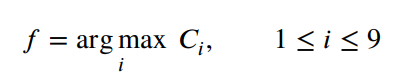 f = arg max C_i, 1 ≤ i ≤ 9
i